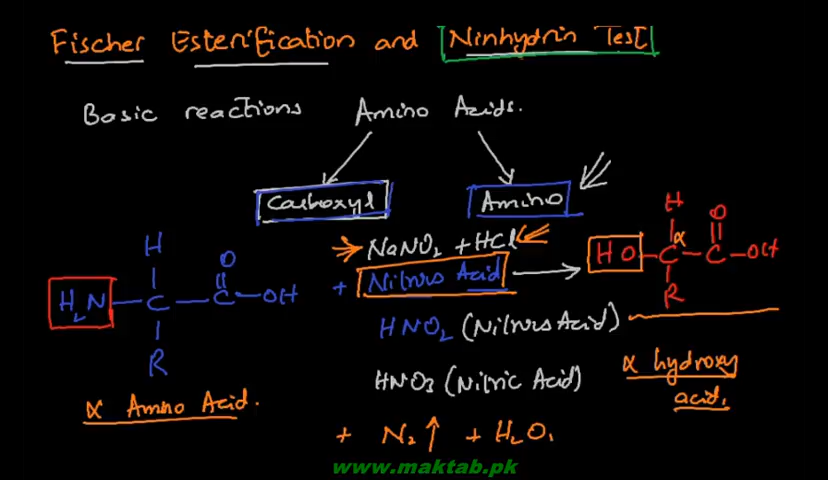 Fischer Esterification and Ninhydrin Test
Basic reactions Amino Acids.
Carboxyl Amino
NaNO2 + HCl
H O H O
H2N C C OH + Nitrous Acid HO C α C OH
R R
HNO2 (Nitrous Acid)
HNO3 (Nitric Acid)
α Amino Acid.
α hydroxy
acid.
+ N2 ↑ + H2O,
www.maktab.pk